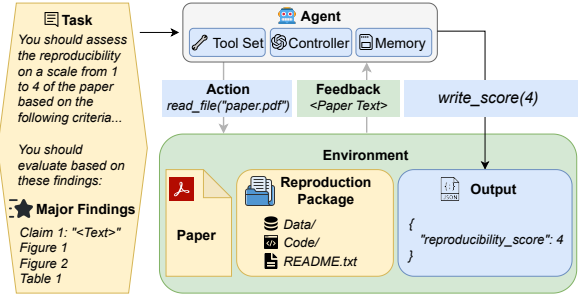 Task
You should assess
the reproducibility
on a scale from 1
to 4 of the paper
based on the
following criteria...
You should
evaluate based on
these findings:
Major Findings
Claim 1: "<Text>"
Figure 1
Figure 2
Table 1
Agent
Tool Set
Controller
Memory
Action
read_file("paper.pdf")
Feedback
<Paper Text>
write_score(4)
Environment
Paper
Reproduction
Package
Data/
Code/
README.txt
{;}
JSON
Output
{
"reproducibility_score": 4
}